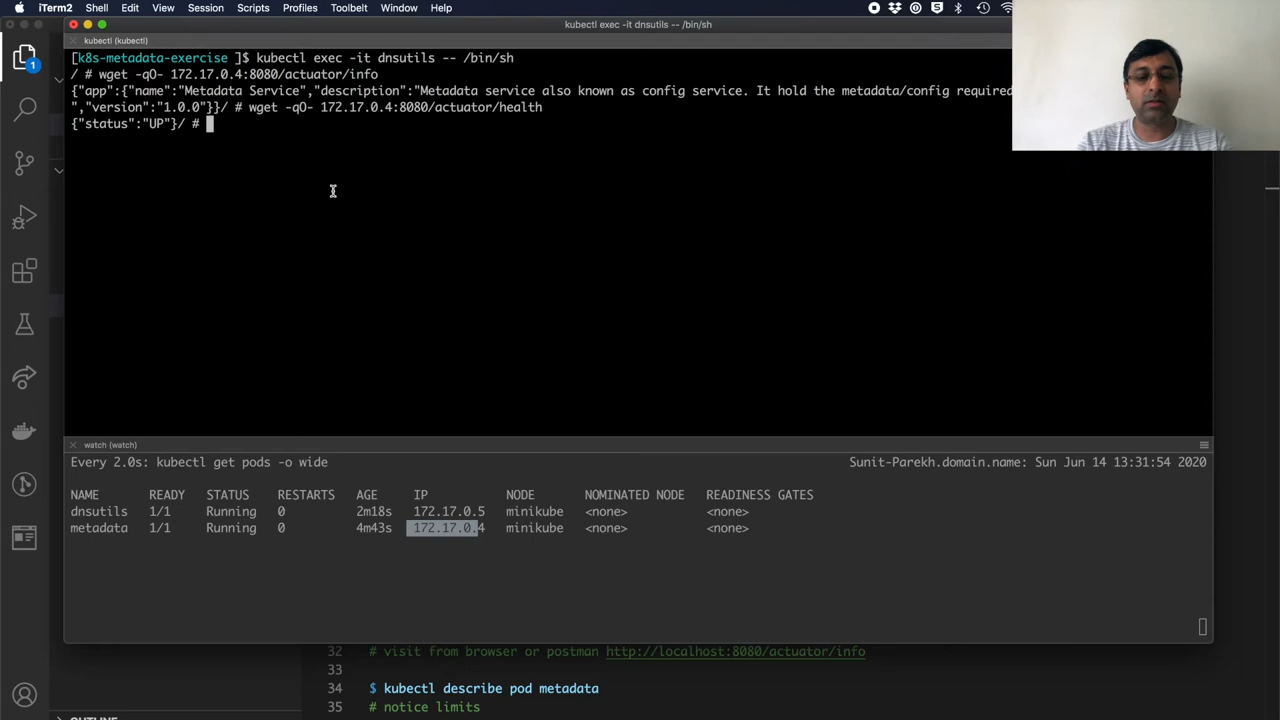 iTerm2 Shell Edit View Session Scripts Profiles Toolbelt Window Help
kubectl exec -it dnsutils -- /bin/sh
kubectl (kubectl)
[k8s-metadata-exercise ]$ kubectl exec -it dnsutils -- /bin/sh
/ # wget -qO- 172.17.0.4:8080/actuator/info
{"app":{"name":"Metadata Service","description":"Metadata service also known as config service. It hold the metadata/config required
","version":"1.0.0"}}/ # wget -qO- 172.17.0.4:8080/actuator/health
{"status":"UP"}/ #
watch (watch)
Every 2.0s: kubectl get pods -o wide Sunit-Parekh.domain.name: Sun Jun 14 13:31:54 2020
NAME READY STATUS RESTARTS AGE IP NODE NOMINATED NODE READINESS GATES
dnsutils 1/1 Running 0 2m18s 172.17.0.5 minikube <none> <none>
metadata 1/1 Running 0 4m43s 172.17.0.4 minikube <none> <none>
32 # visit from browser or postman http://localhost:8080/actuator/info
33
34 $ kubectl describe pod metadata
35 # notice limits
1
OUTLINE